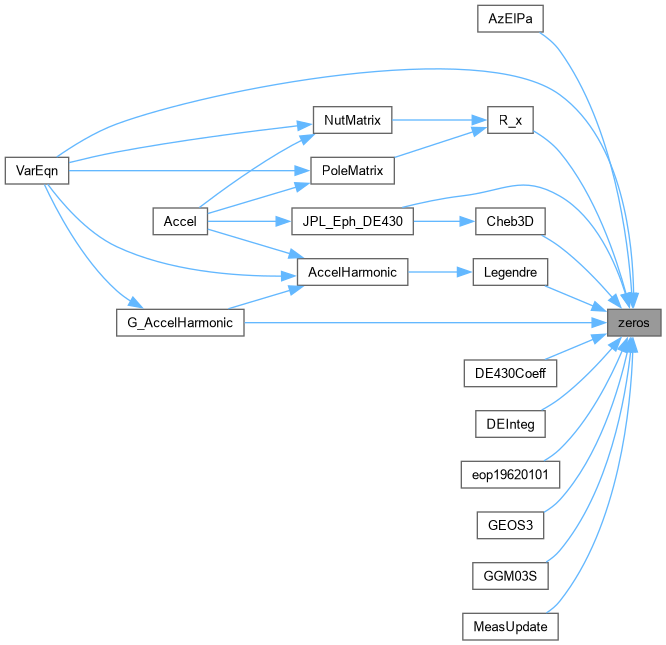 AzElPa
NutMatrix
R_x
VarEqn
PoleMatrix
Accel
JPL_Eph_DE430
Cheb3D
AccelHarmonic
Legendre
G_AccelHarmonic
zeros
DE430Coeff
DEInteg
eop19620101
GEOS3
GGM03S
MeasUpdate